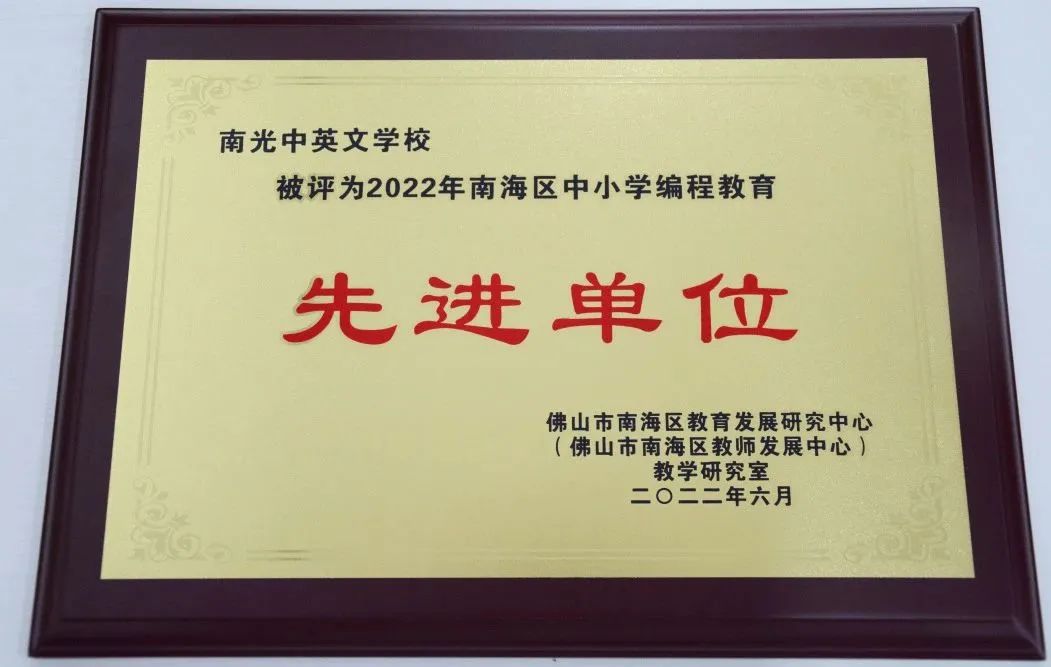 南光中英文学校
被评为2022年南海区中小学编程教育
先进单位
佛山市南海区教育发展研究中心
（佛山市南海区教师发展中心）
教学研究室
二〇二二年六月